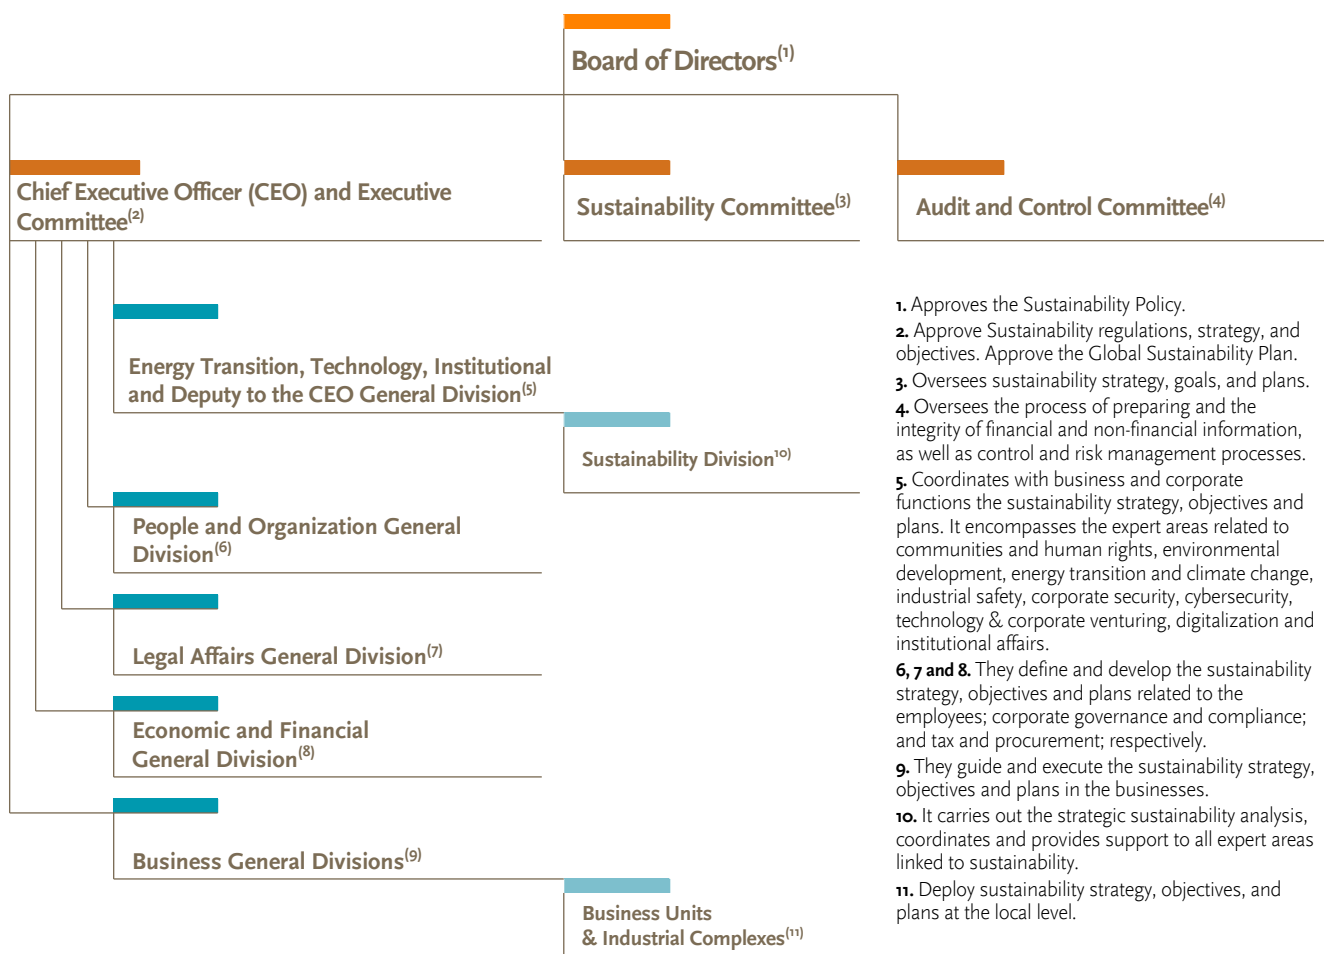 Board of Directors(1)
Chief Executive Officer (CEO) and Executive
Committee(2)
Sustainability Committee(3)
Audit and Control Committee(4)
Energy Transition, Technology, Institutional
and Deputy to the CEO General Division(5)
Sustainability Division10)
People and Organization General
Division(6)
Legal Affairs General Division(7)
Economic and Financial
General Division(8)
Business General Divisions(9)
Business Units
& Industrial Complexes(11)
1. Approves the Sustainability Policy.
2. Approve Sustainability regulations, strategy, and
objectives. Approve the Global Sustainability Plan.
3. Oversees sustainability strategy, goals, and plans.
4. Oversees the process of preparing and the
integrity of financial and non-financial information,
as well as control and risk management processes.
5. Coordinates with business and corporate
functions the sustainability strategy, objectives and
plans. It encompasses the expert areas related to
communities and human rights, environmental
development, energy transition and climate change,
industrial safety, corporate security, cybersecurity,
technology & corporate venturing, digitalization and
institutional affairs.
6, 7 and 8. They define and develop the sustainability
strategy, objectives and plans related to the
employees; corporate governance and compliance;
and tax and procurement; respectively.
9. They guide and execute the sustainability strategy,
objectives and plans in the businesses.
10. It carries out the strategic sustainability analysis,
coordinates and provides support to all expert areas
linked to sustainability.
11. Deploy sustainability strategy, objectives, and
plans at the local level.